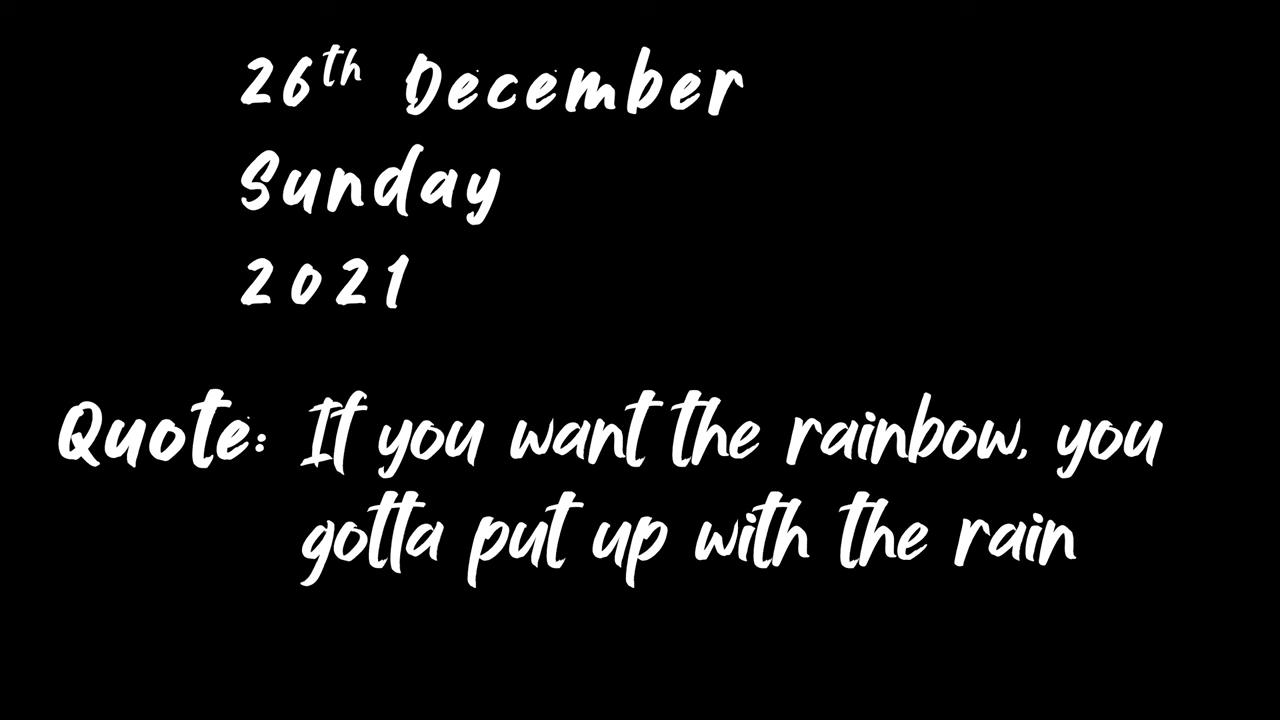 26th December
Sunday
2021
Quote: If you want the rainbow, you
gotta put up with the rain